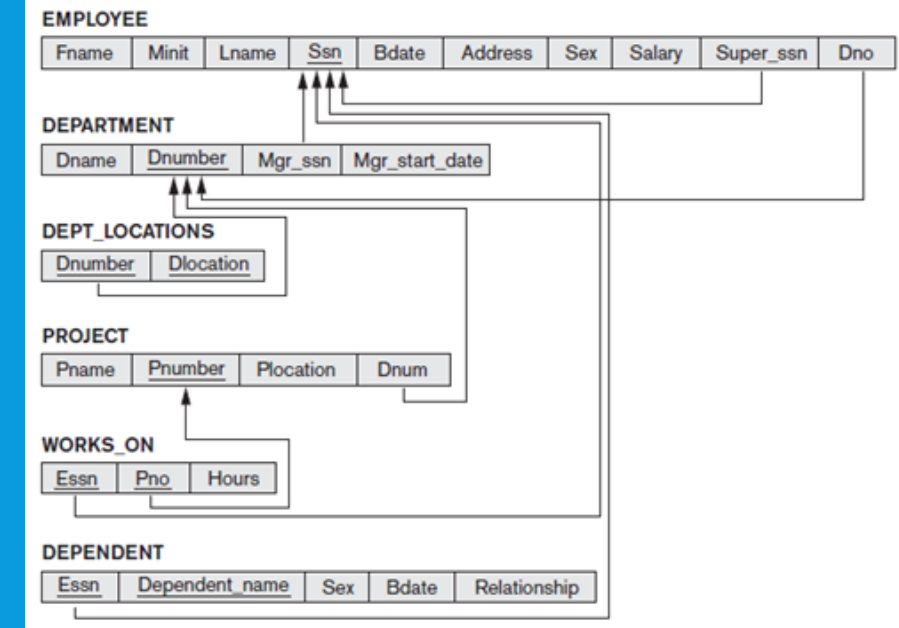 EMPLOYEE
Fname Minit Lname Ssn Bdate Address Sex Salary Super_ssn Dno
DEPARTMENT
Dname Dnumber Mgr_ssn Mgr_start_date
DEPT_LOCATIONS
Dnumber Dlocation
PROJECT
Pname Pnumber Plocation Dnum
WORKS_ON
Essn Pno Hours
DEPENDENT
Essn Dependent_name Sex Bdate Relationship